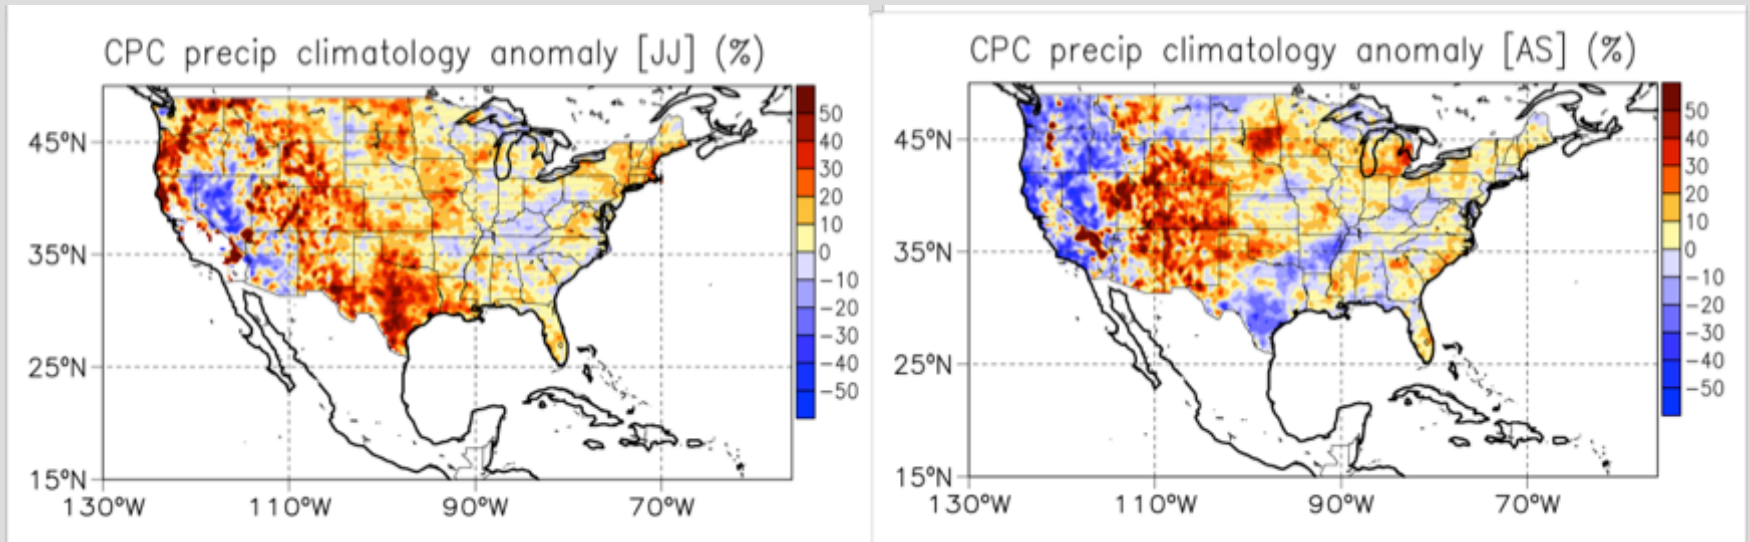 CPC precip climatology anomaly [JJ] (%)
45°N
35°N
25°N
15°N
130°W
110°W
90°W
70°W
50
40
30
20
10
0
−10
−20
−30
−40
−50
CPC precip climatology anomaly [AS] (%)
45°N
35°N
25°N
15°N
130°W
110°W
90°W
70°W
50
40
30
20
10
0
−10
−20
−30
−40
−50